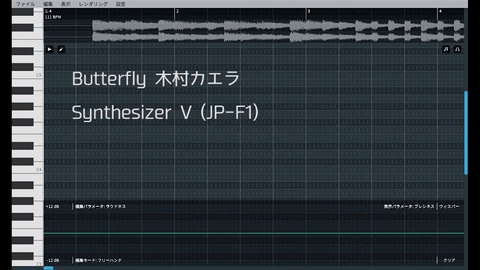 ファイル 編集 表示 レンダリング 設定
1: 4
2
3
4
111 BPM
C5
Butterfly 木村カエラ
Synthesizer V (JP-F1)
C4
+12 dB 編集パラメータ: ラウドネス 表示パラメータ: ブレシネス ウィスパー
-12 dB 編集モード: フリーハンド クリア